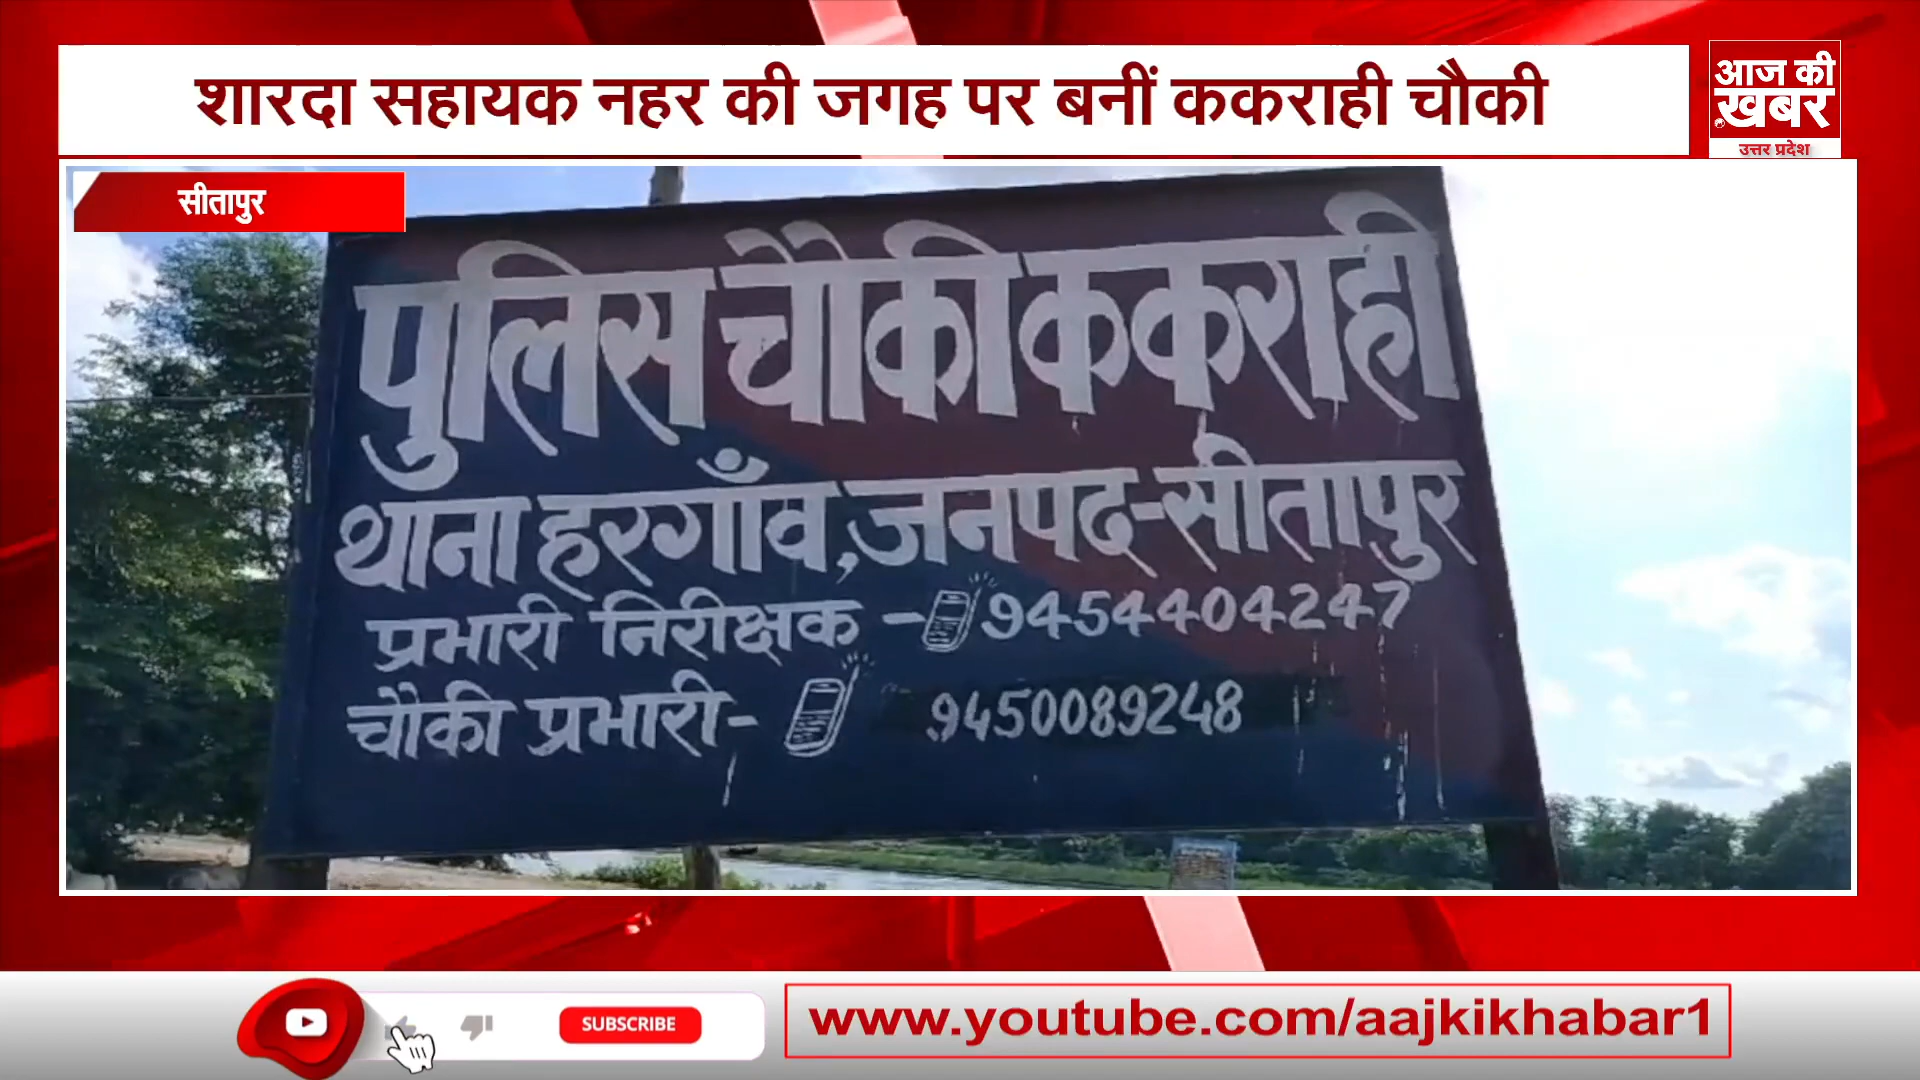 शारदा सहायक नहर की जगह पर बनीं ककराही चौकी
आज की
ख़बर
उत्तर प्रदेश
सीतापुर
पुलिस चौकी ककराही
थाना हरगाँव, जनपद-सीतापुर
प्रभारी निरीक्षक - 9454404247
चौकी प्रभारी- 9450089248
SUBSCRIBE
www.youtube.com/aajkikhabar1